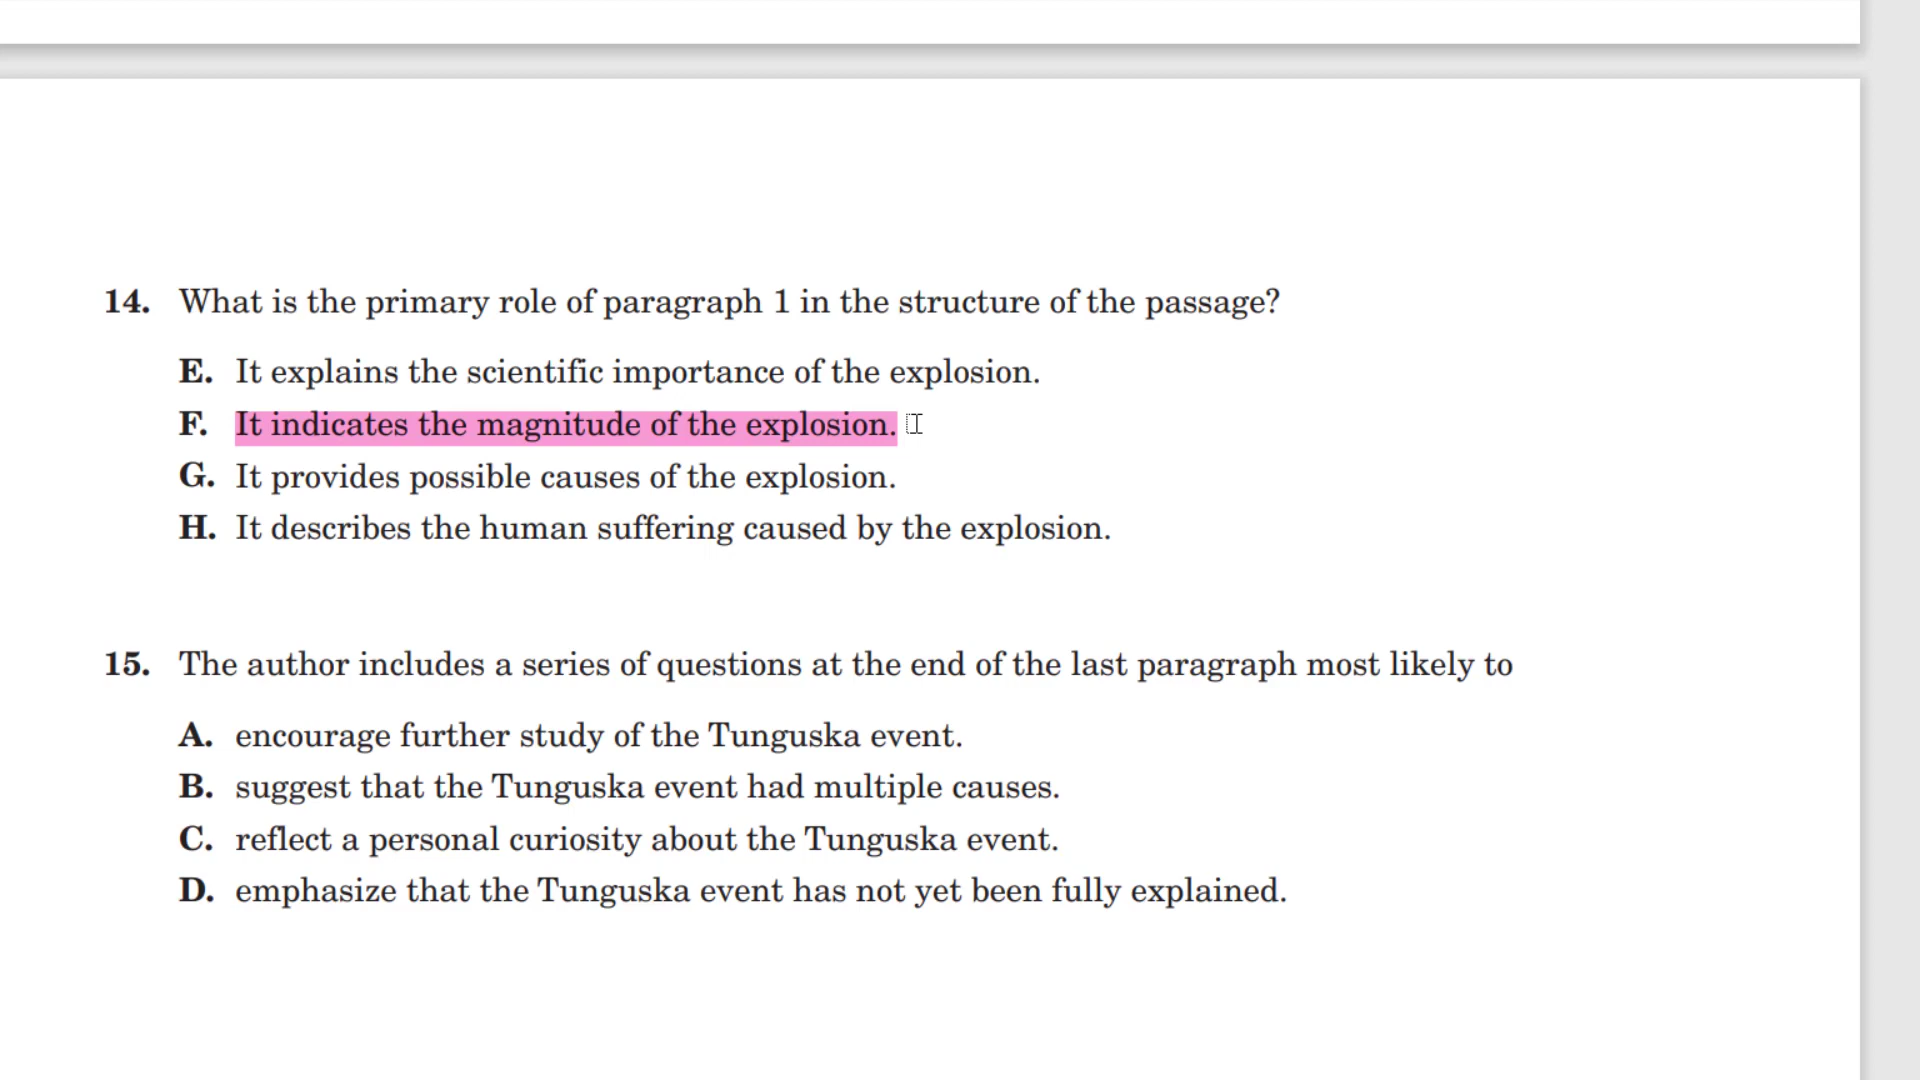 14. What is the primary role of paragraph 1 in the structure of the passage?
E. It explains the scientific importance of the explosion.
F. It indicates the magnitude of the explosion.
G. It provides possible causes of the explosion.
H. It describes the human suffering caused by the explosion.
15. The author includes a series of questions at the end of the last paragraph most likely to
A. encourage further study of the Tunguska event.
B. suggest that the Tunguska event had multiple causes.
C. reflect a personal curiosity about the Tunguska event.
D. emphasize that the Tunguska event has not yet been fully explained.